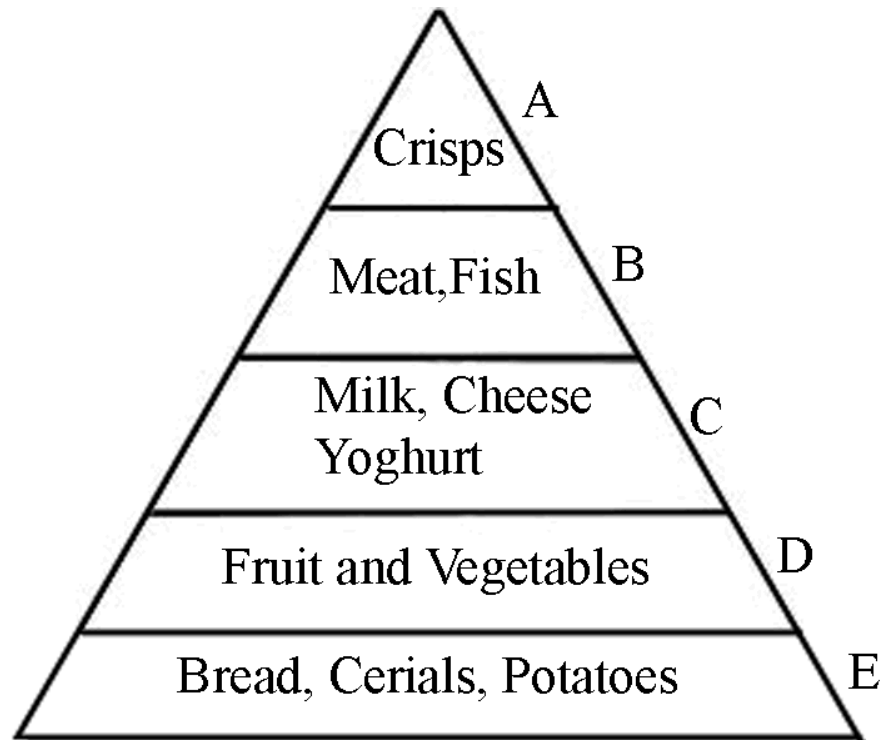 A
Crisps
B
Meat,Fish
Milk, Cheese
Yoghurt
C
Fruit and Vegetables
D
Bread, Cerials, Potatoes
E